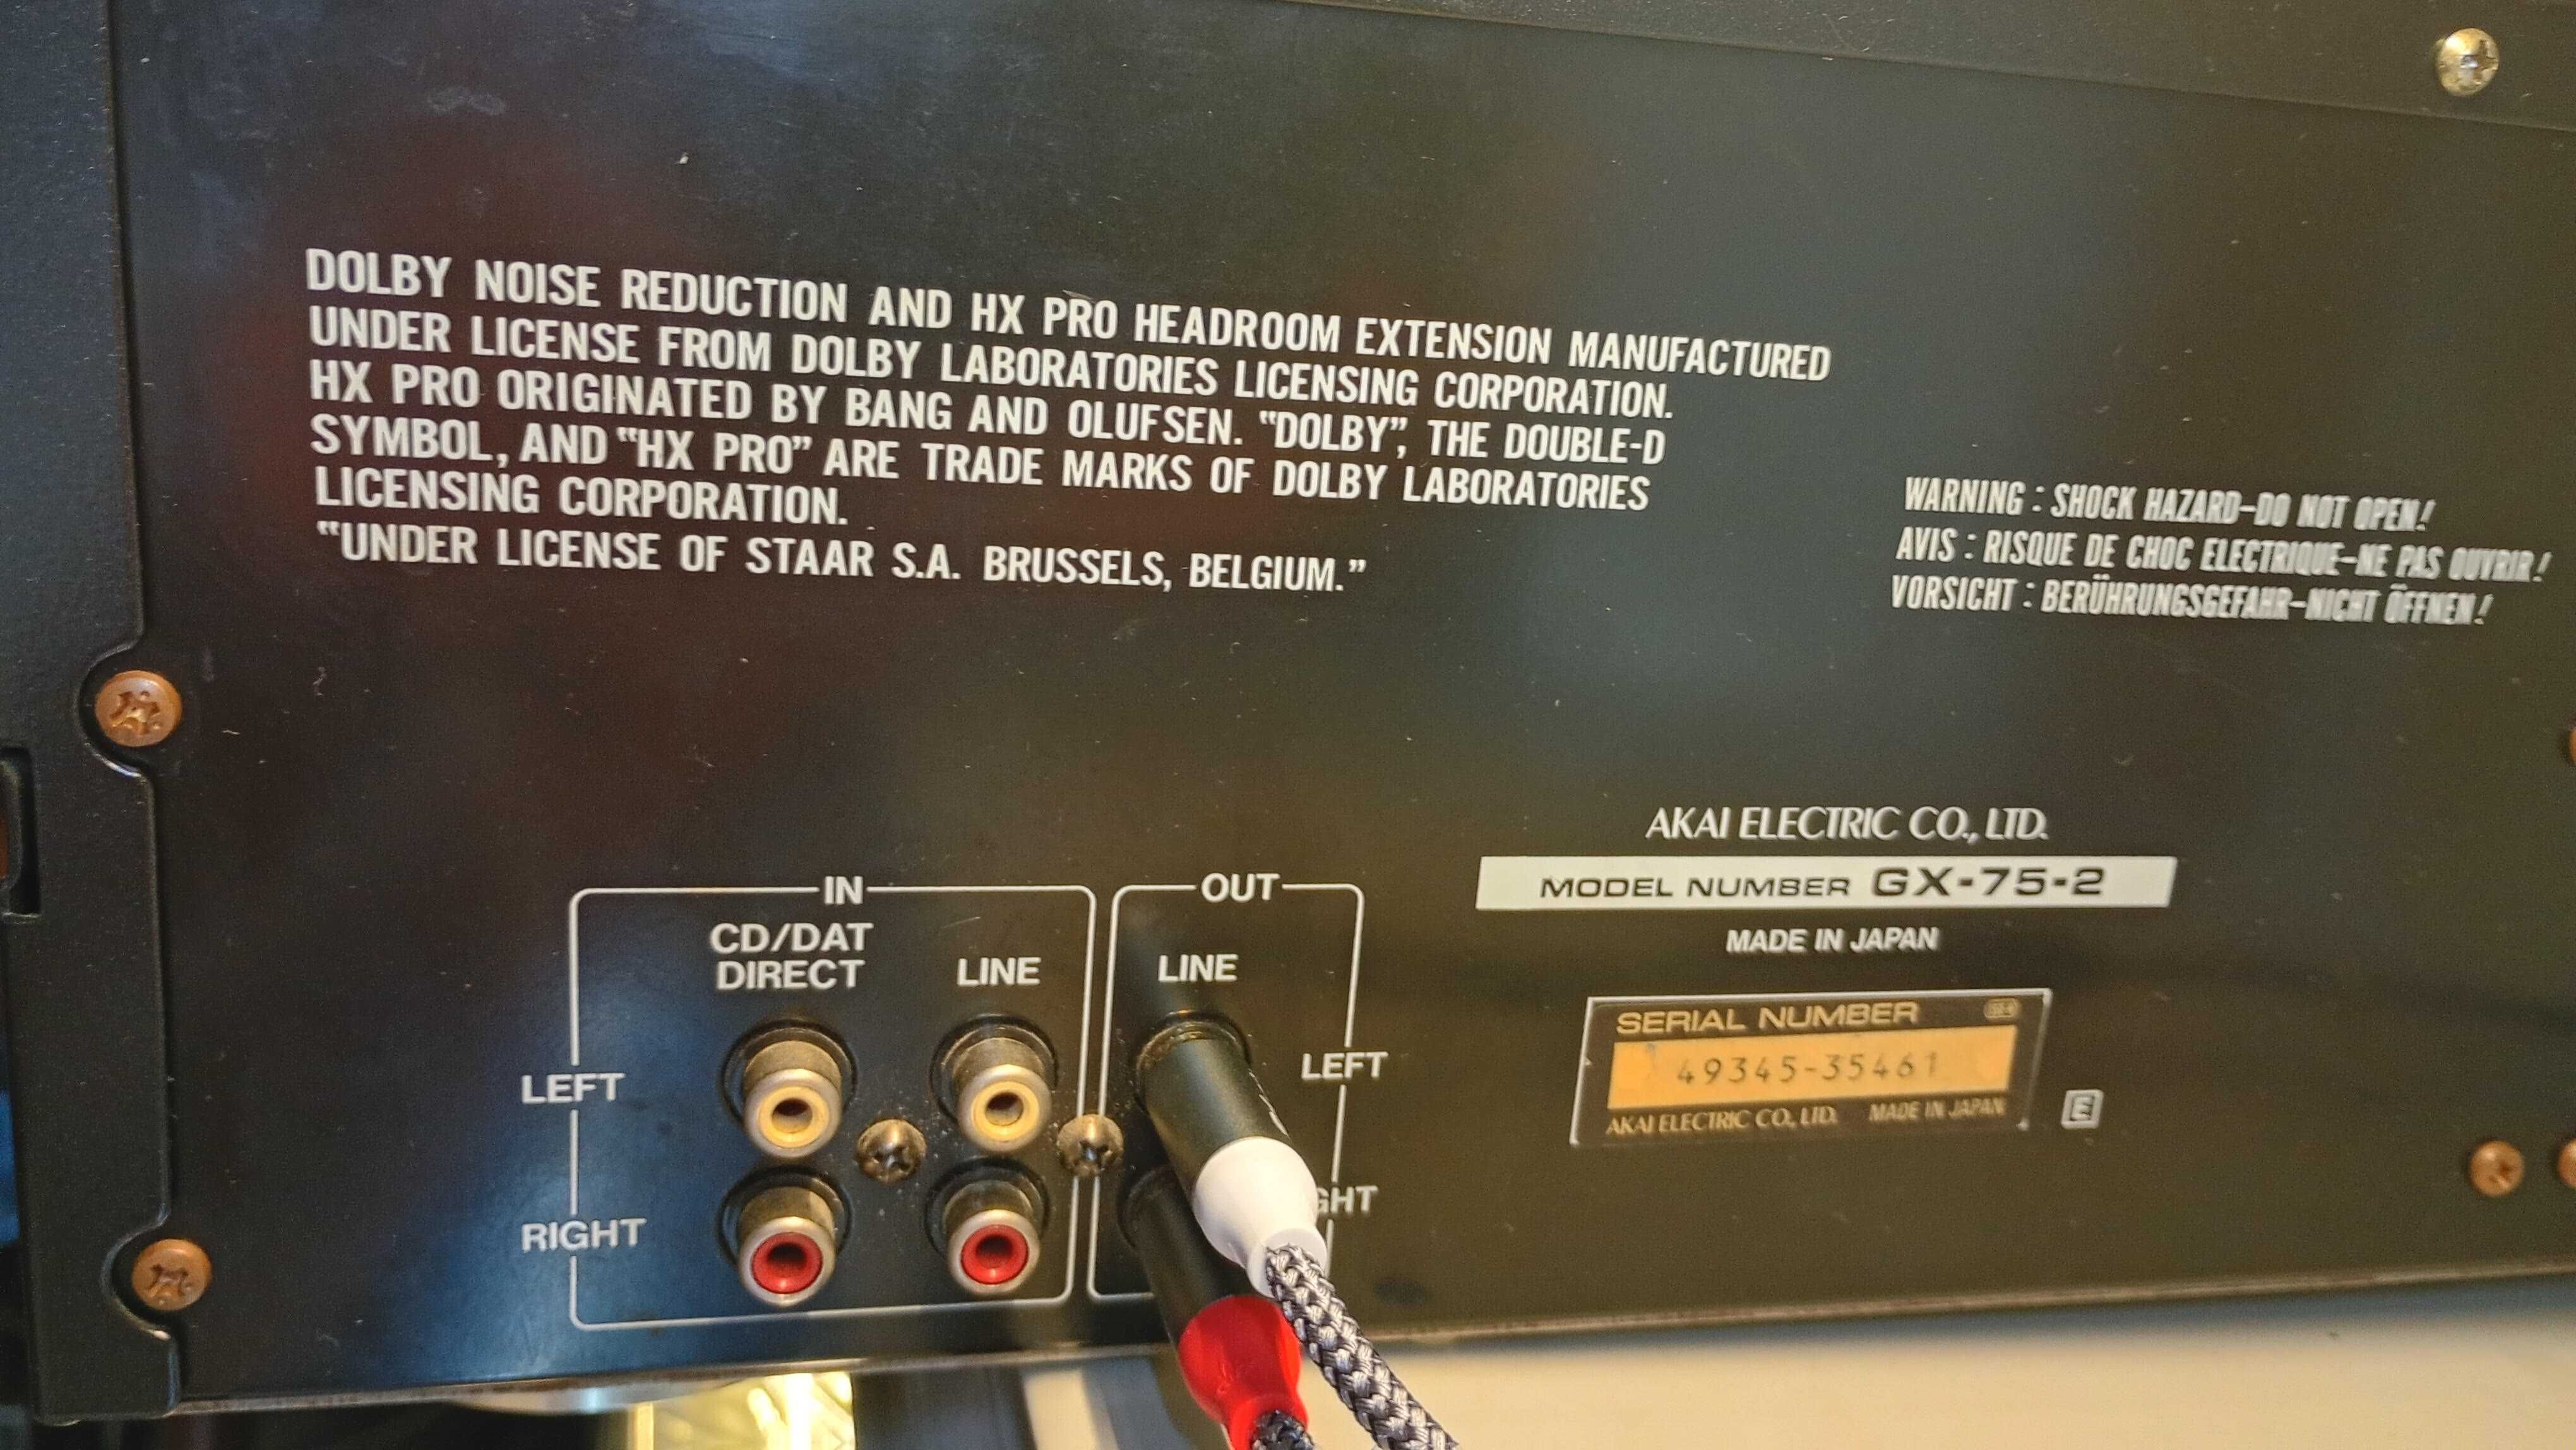 DOLBY NOISE REDUCTION AND HX PRO HEADROOM EXTENSION MANUFACTURED
UNDER LICENSE FROM DOLBY LABORATORIES LICENSING CORPORATION.
HX PRO ORIGINATED BY BANG AND OLUFSEN. "DOLBY", THE DOUBLE-D
SYMBOL, AND "HX PRO" ARE TRADE MARKS OF DOLBY LABORATORIES
LICENSING CORPORATION.
"UNDER LICENSE OF STAAR S.A. BRUSSELS, BELGIUM."
WARNING : SHOCK HAZARD-DO NOT OPEN!
AVIS : RISQUE DE CHOC ELECTRIQUE-NE PAS OUVRIR!
VORSICHT : BERÜHRUNGSGEFAHR-NICHT ÖFFNEN!
IN
CD/DAT
DIRECT
LINE
LEFT
RIGHT
OUT
LINE
LEFT
GHT
AKAI ELECTRIC CO., LTD.
MODEL NUMBER GX-75-2
MADE IN JAPAN
SERIAL NUMBER
49345-35461
AKAI ELECTRIC CO., LTD. MADE IN JAPAN
E